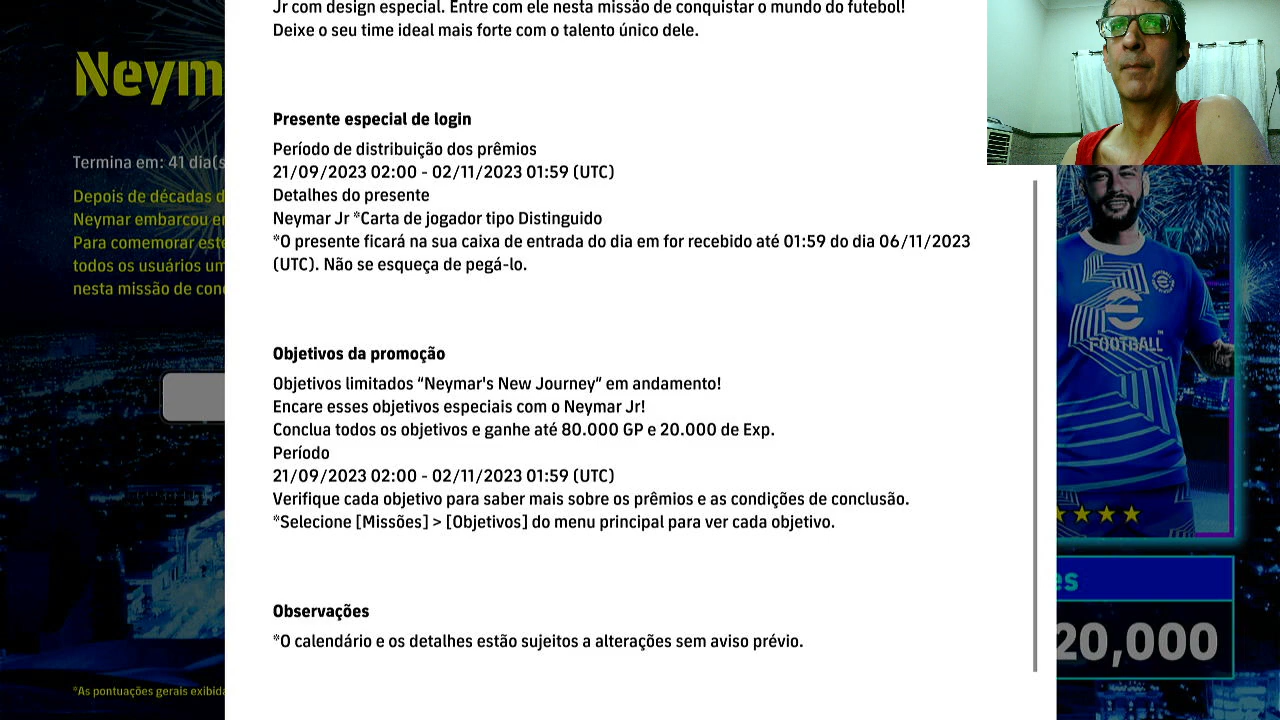 Jr com design especial. Entre com ele nesta missão de conquistar o mundo do futebol!
Deixe o seu time ideal mais forte com o talento único dele.
Neym
Termina em: 41 dia(s
Depois de décadas d
Neymar embarcou e
Para comemorar este
todos os usuários um
nesta missão de con
Presente especial de login
Período de distribuição dos prêmios
21/09/2023 02:00 - 02/11/2023 01:59 (UTC)
Detalhes do presente
Neymar Jr *Carta de jogador tipo Distinguido
*O presente ficará na sua caixa de entrada do dia em for recebido até 01:59 do dia 06/11/2023
(UTC). Não se esqueça de pegá-lo.
Objetivos da promoção
Objetivos limitados “Neymar's New Journey” em andamento!
Encare esses objetivos especiais com o Neymar Jr!
Conclua todos os objetivos e ganhe até 80.000 GP e 20.000 de Exp.
Período
21/09/2023 02:00 - 02/11/2023 01:59 (UTC)
Verifique cada objetivo para saber mais sobre os prêmios e as condições de conclusão.
*Selecione [Missões] > [Objetivos] do menu principal para ver cada objetivo.
Observações
*O calendário e os detalhes estão sujeitos a alterações sem aviso prévio.
*As pontuações gerais exibida
FOOTBALL
es
20,000